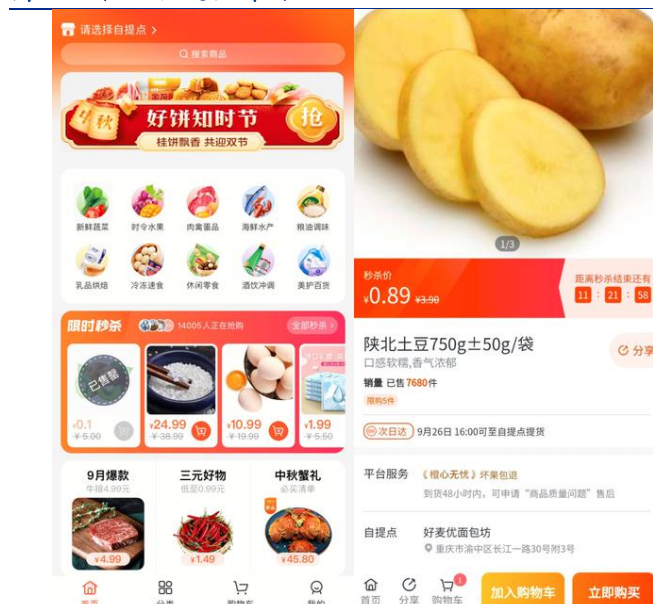 请选择自提点 >
搜索商品
中秋
好饼知时节
抢
桂饼飘香 共迎双节
新鲜蔬菜 时令水果 肉禽蛋品 海鲜水产 粮油调味
乳品烘焙 冷冻速食 休闲零食 酒饮冲调 美护百货
限时秒杀 14005人正在抢购 全部秒杀 >
已售罄
¥0.1 ¥24.99 ¥10.99 ¥1.99
¥5.00 ¥38.99 ¥19.99 ¥5.50
9月爆款 三元好物 中秋蟹礼
牛排4.99元 低至0.99元 必买清单
¥4.99 ¥1.49 ¥45.80
首页 分类 购物车 我的
1/3
秒杀价
¥0.89 ¥3.90
距离秒杀结束还有
11 : 21 : 58
陕北土豆750g±50g/袋
分享
口感软糯,香气浓郁
销量 已售7680件
限购5件
次日达 9月26日 16:00可至自提点提货
平台服务 《橙心无忧》坏果包退
到货48小时内，可申请“商品质量问题”售后
自提点 好麦优面包坊
重庆市渝中区长江一路30号附3号
1
首页 分享 购物车 加入购物车 立即购买